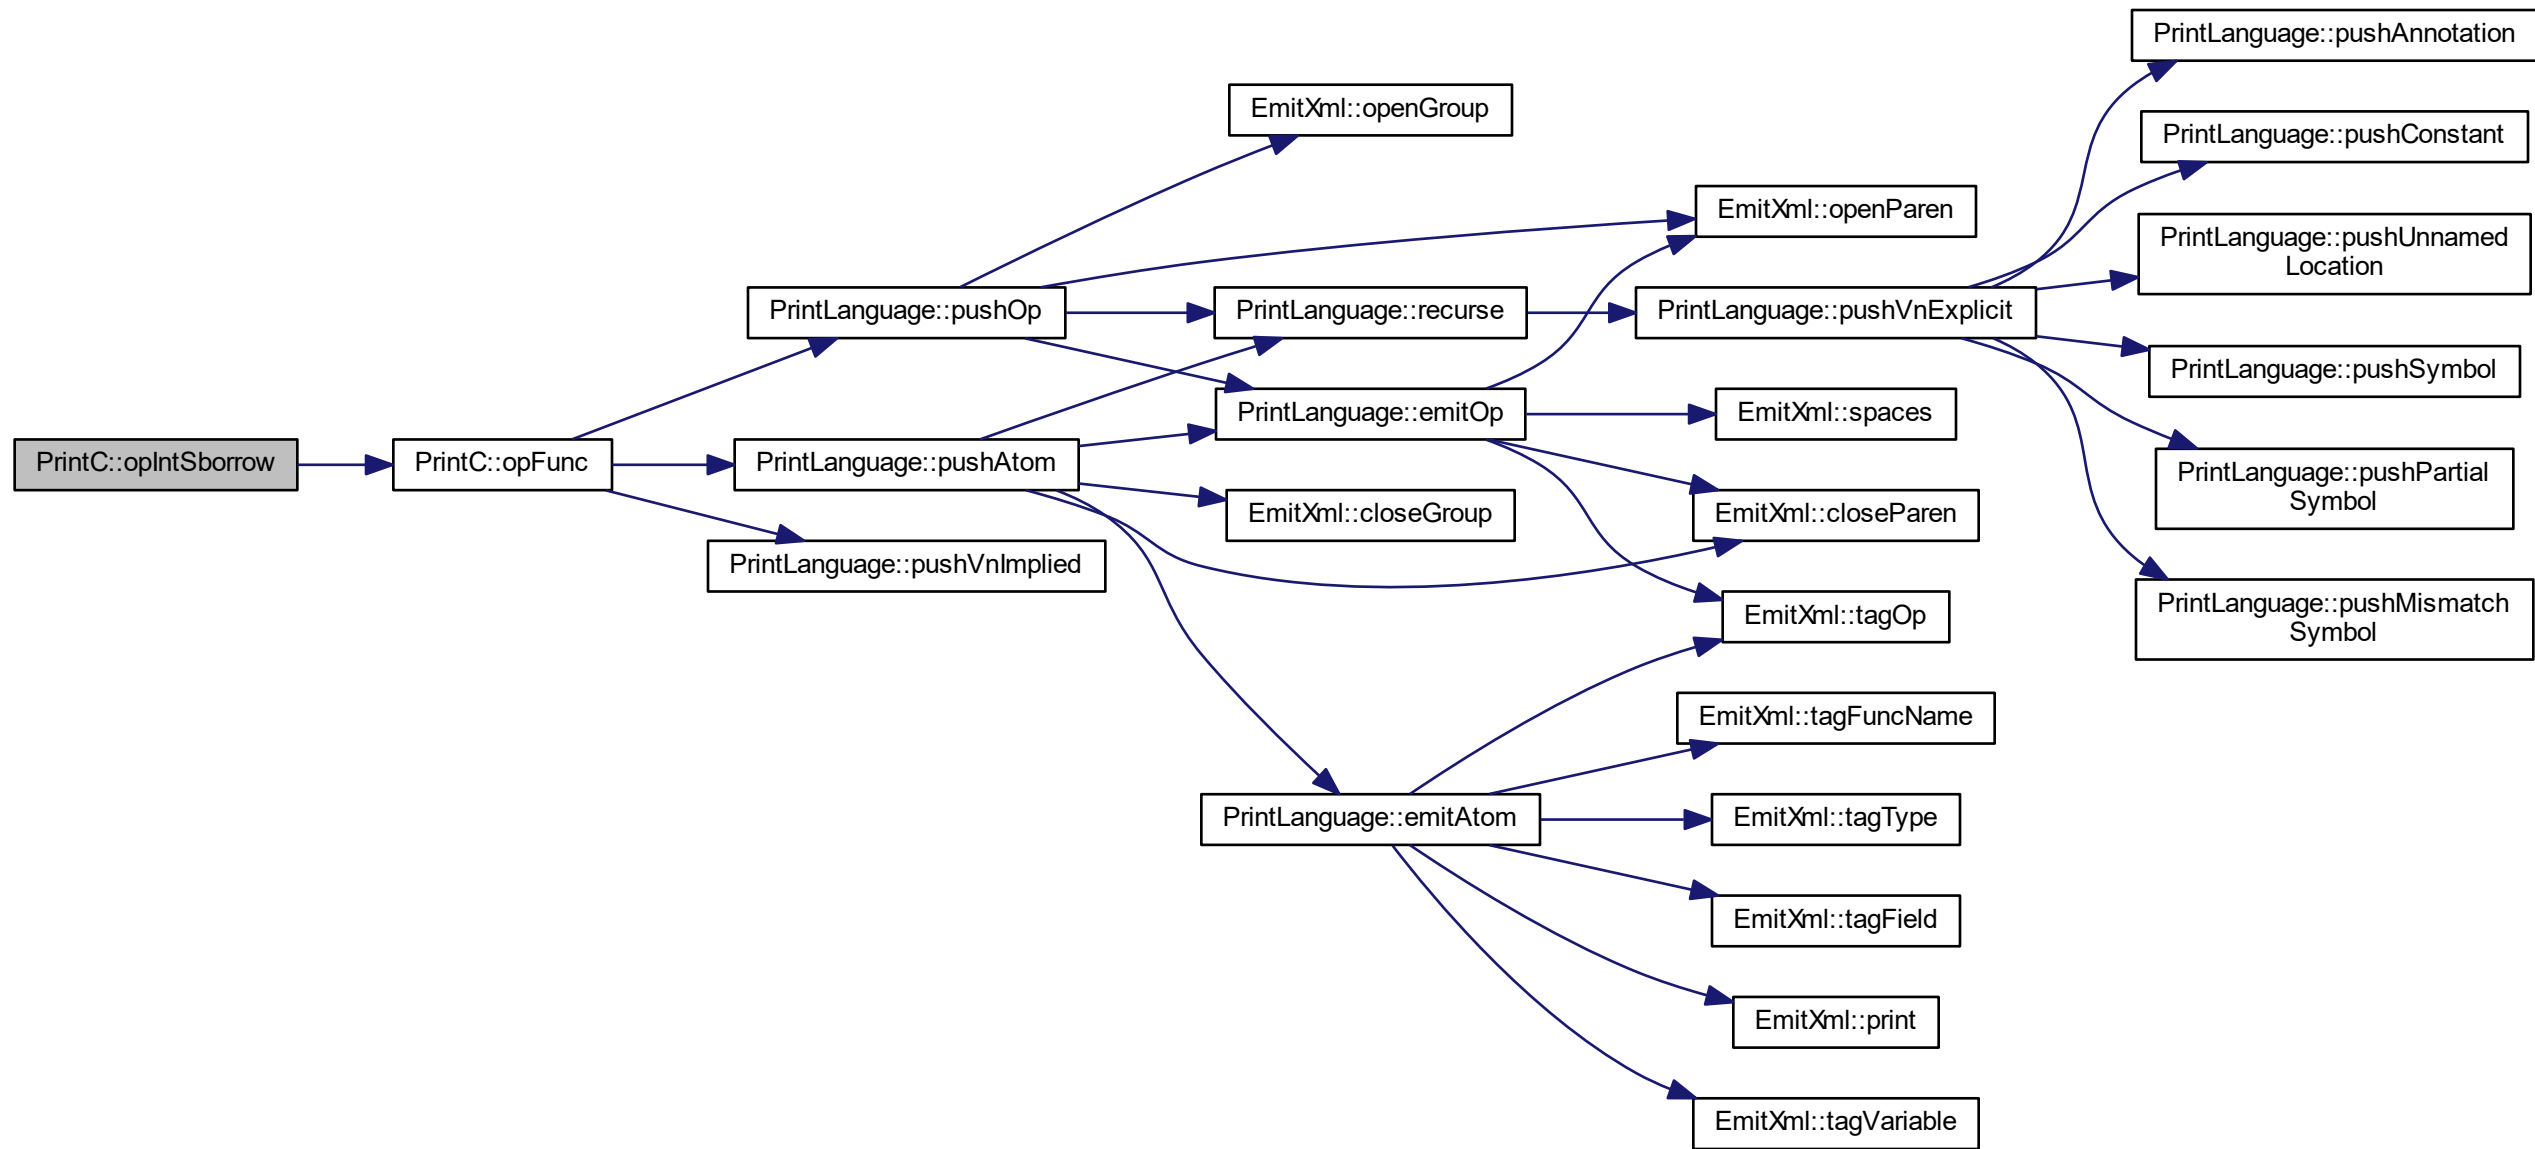 PrintLanguage::pushAnnotation
EmitXml::openGroup
PrintLanguage::pushConstant
EmitXml::openParen
PrintLanguage::pushUnnamed
Location
PrintLanguage::pushOp
PrintLanguage::recurse
PrintLanguage::pushVnExplicit
PrintLanguage::pushSymbol
PrintLanguage::emitOp
EmitXml::spaces
PrintC::opIntSborrow
PrintC::opFunc
PrintLanguage::pushAtom
PrintLanguage::pushPartial
Symbol
EmitXml::closeGroup
EmitXml::closeParen
PrintLanguage::pushVnImplied
EmitXml::tagOp
PrintLanguage::pushMismatch
Symbol
EmitXml::tagFuncName
PrintLanguage::emitAtom
EmitXml::tagType
EmitXml::tagField
EmitXml::print
EmitXml::tagVariable